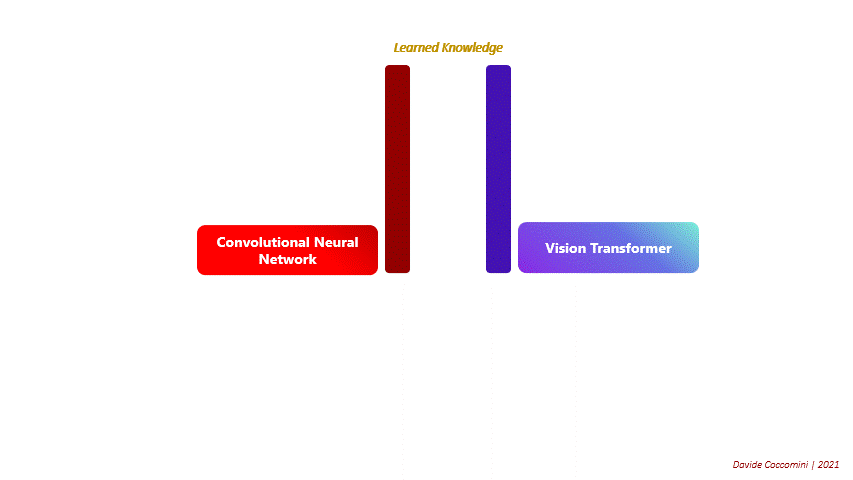 Learned Knowledge
Convolutional Neural
Network
Vision Transformer
Davide Coccomini | 2021